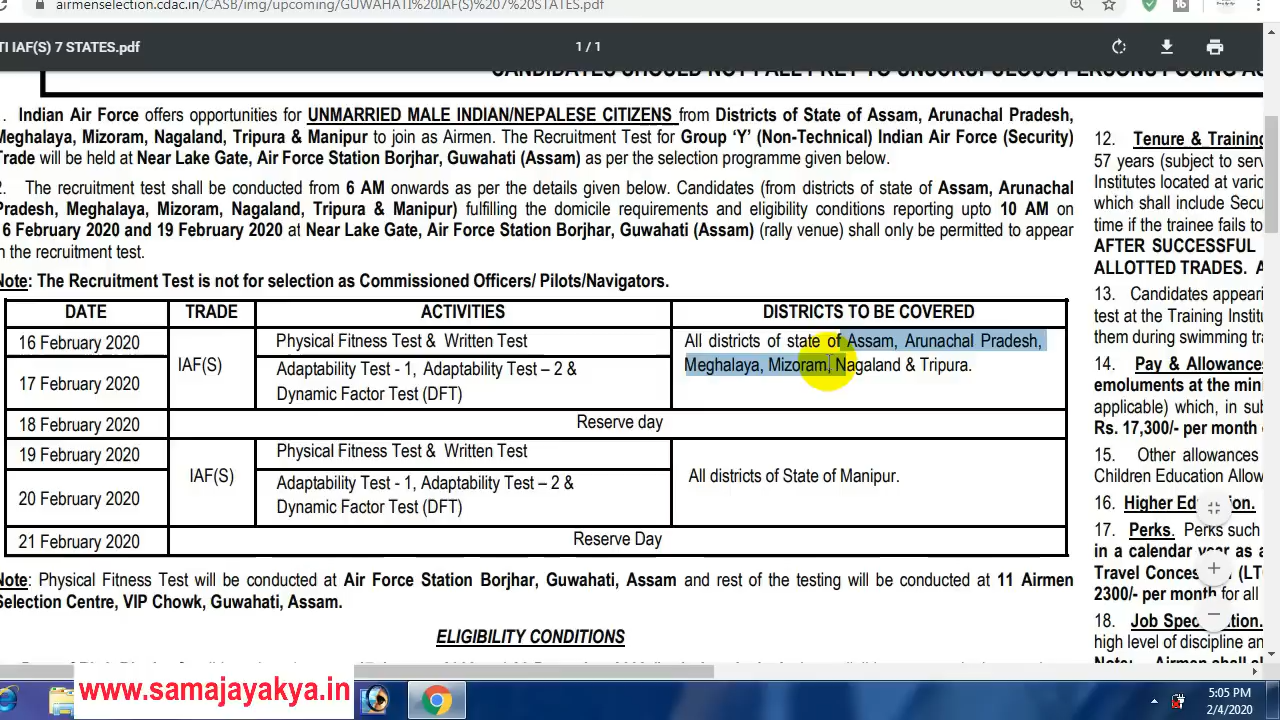 airmenselection.cdac.in/CASB/img/upcoming/GUWAHATI%20IAF(S)%207%20STATES.pdf
TI IAF(S) 7 STATES.pdf
1 / 1
. Indian Air Force offers opportunities for UNMARRIED MALE INDIAN/NEPALESE CITIZENS from Districts of State of Assam, Arunachal Pradesh,
Meghalaya, Mizoram, Nagaland, Tripura & Manipur to join as Airmen. The Recruitment Test for Group ‘Y’ (Non-Technical) Indian Air Force (Security)
Trade will be held at Near Lake Gate, Air Force Station Borjhar, Guwahati (Assam) as per the selection programme given below.
2. The recruitment test shall be conducted from 6 AM onwards as per the details given below. Candidates (from districts of state of Assam, Arunachal
Pradesh, Meghalaya, Mizoram, Nagaland, Tripura & Manipur) fulfilling the domicile requirements and eligibility conditions reporting upto 10 AM on
16 February 2020 and 19 February 2020 at Near Lake Gate, Air Force Station Borjhar, Guwahati (Assam) (rally venue) shall only be permitted to appear
in the recruitment test.
Note: The Recruitment Test is not for selection as Commissioned Officers/ Pilots/Navigators.
DATE TRADE ACTIVITIES DISTRICTS TO BE COVERED
16 February 2020 IAF(S) Physical Fitness Test & Written Test All districts of state of Assam, Arunachal Pradesh,
Meghalaya, Mizoram, Nagaland & Tripura.
17 February 2020 Adaptability Test - 1, Adaptability Test – 2 &
Dynamic Factor Test (DFT)
18 February 2020 Reserve day
19 February 2020 IAF(S) Physical Fitness Test & Written Test All districts of State of Manipur.
20 February 2020 Adaptability Test - 1, Adaptability Test – 2 &
Dynamic Factor Test (DFT)
21 February 2020 Reserve Day
Note: Physical Fitness Test will be conducted at Air Force Station Borjhar, Guwahati, Assam and rest of the testing will be conducted at 11 Airmen
Selection Centre, VIP Chowk, Guwahati, Assam.
ELIGIBILITY CONDITIONS
12. Tenure & Training
57 years (subject to serv
Institutes located at vario
which shall include Secu
time if the trainee fails to
AFTER SUCCESSFUL
ALLOTTED TRADES. A
13. Candidates appearin
test at the Training Institu
them during swimming tra
14. Pay & Allowances
emoluments at the mini
applicable) which, in sub
Rs. 17,300/- per month
15. Other allowances
Children Education Allow
16. Higher Ed on.
17. Perks. Perks such
in a calendar year as a
Travel Conces (LT
2300/- per month for all
18. Job Spec tion.
high level of discipline an
www.samajayakya.in
5:05 PM
2/4/2020